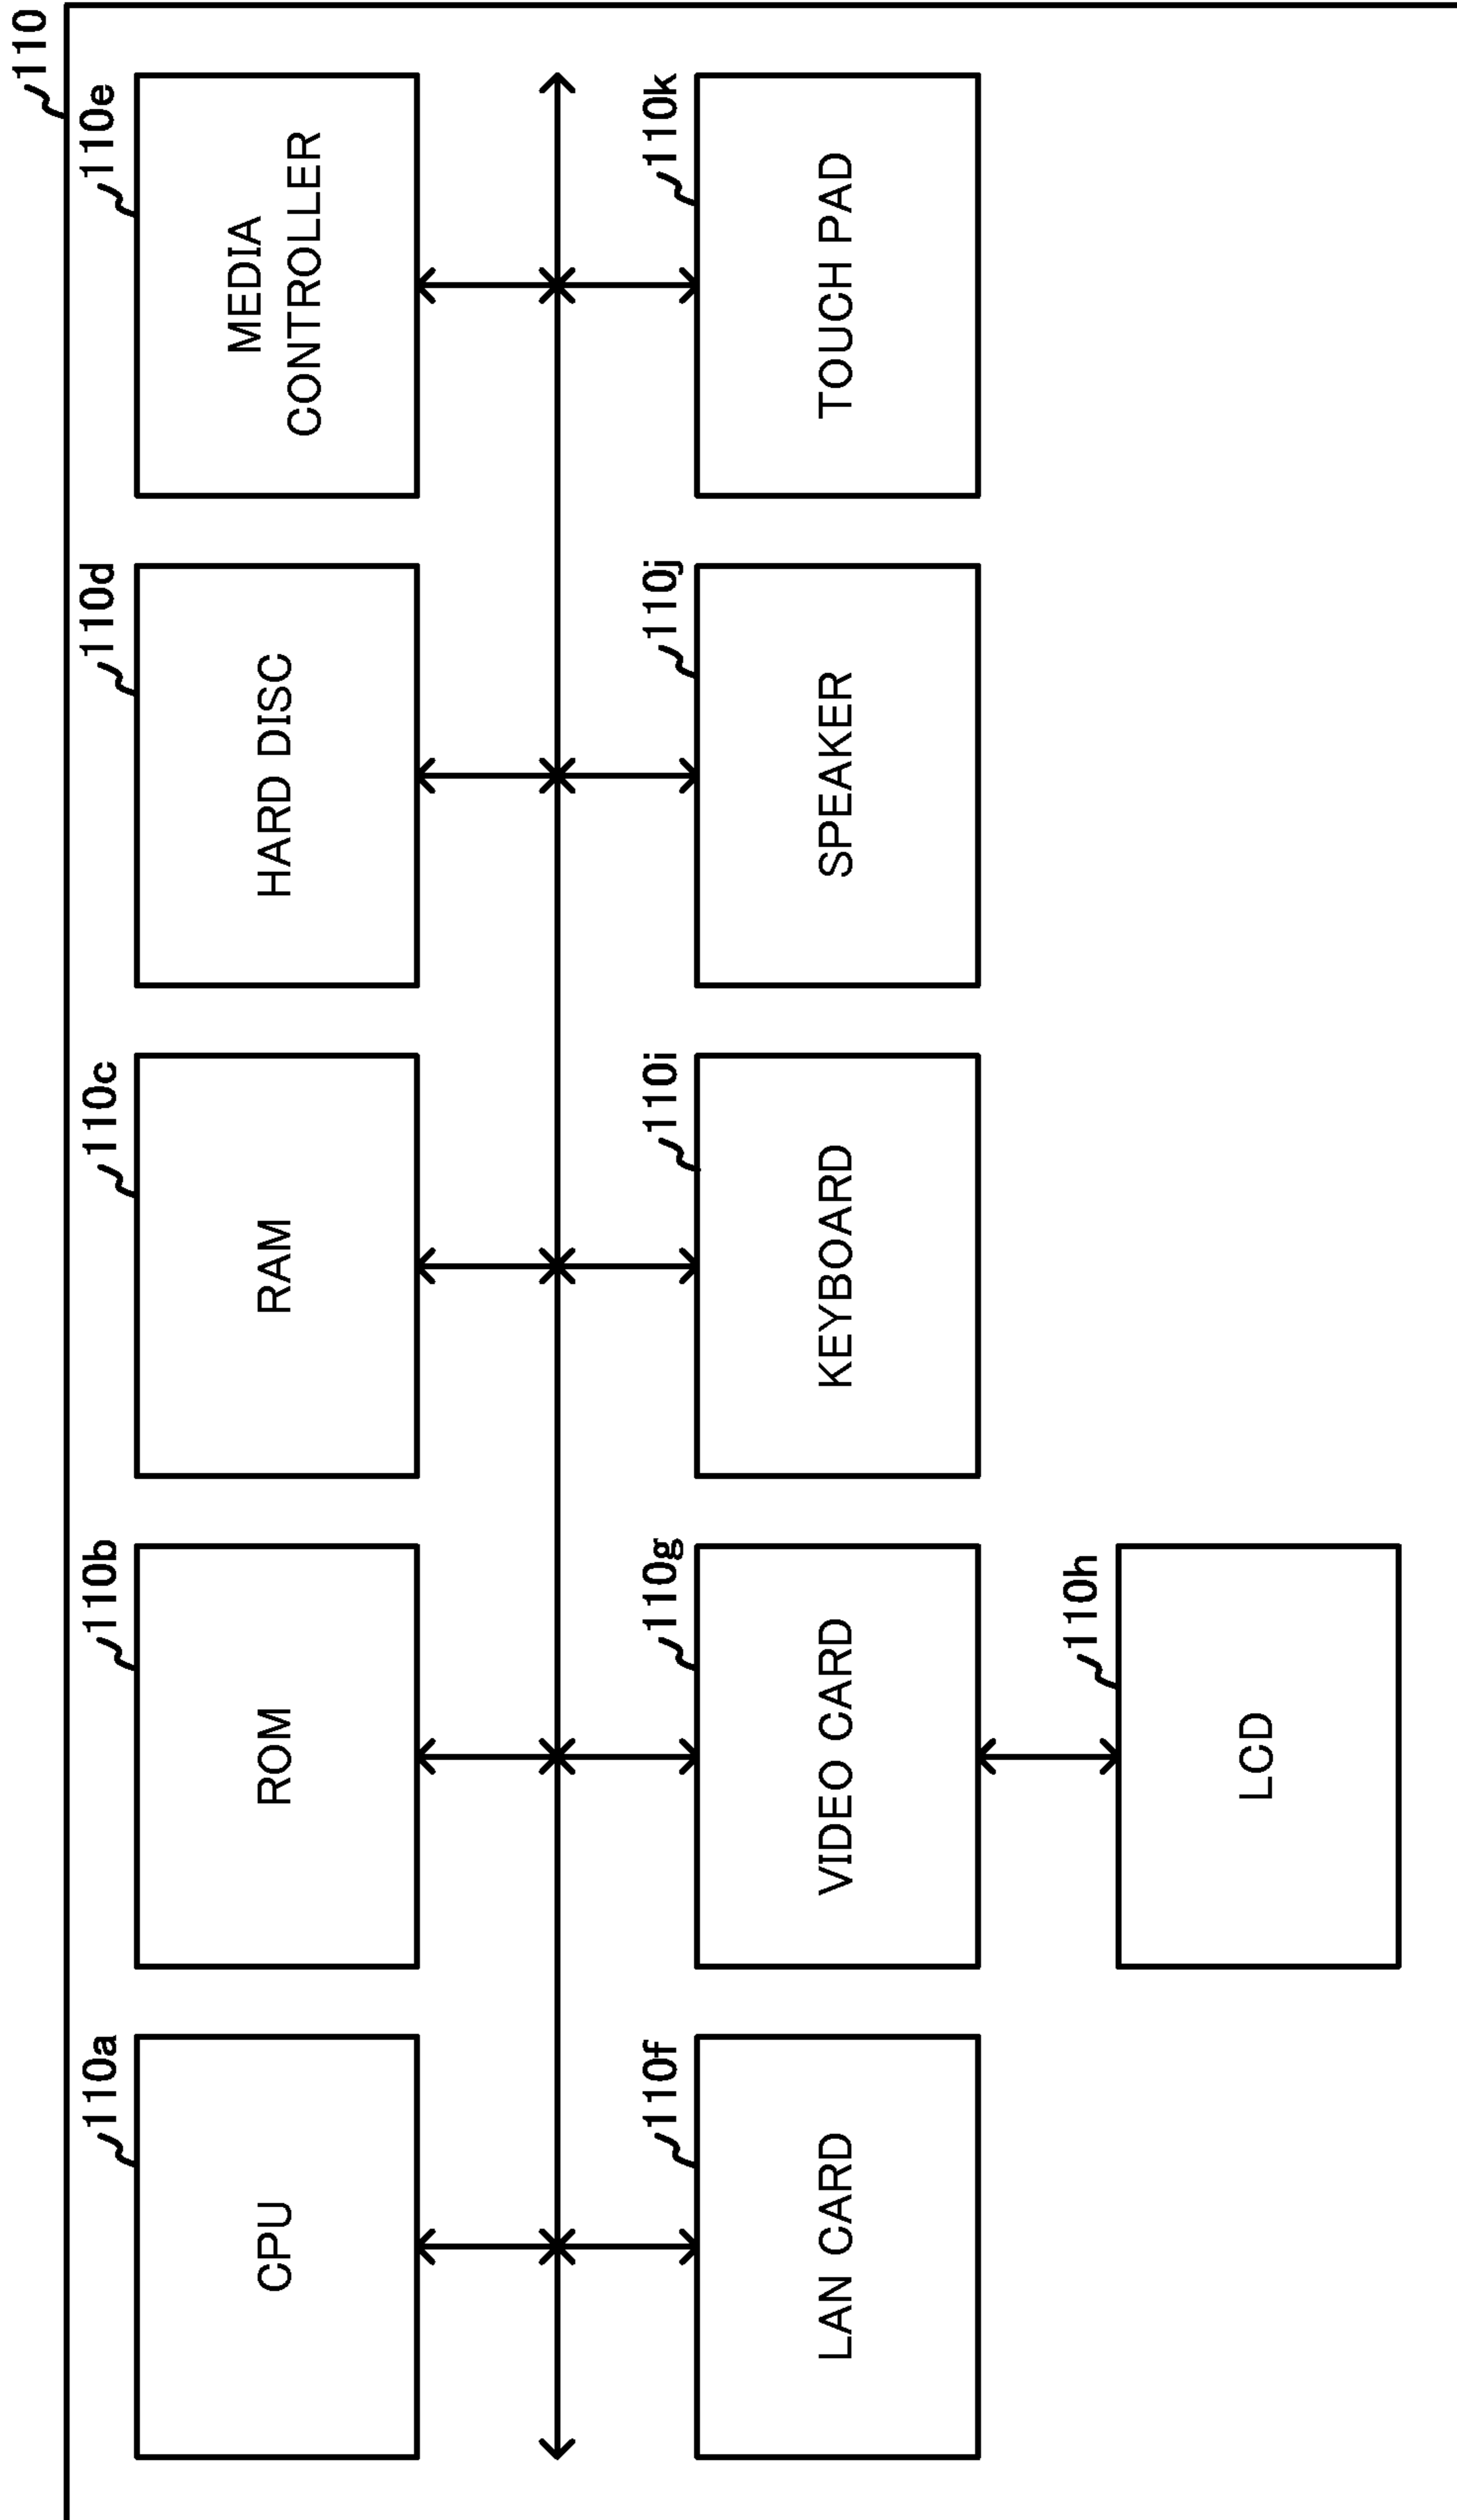 110
110a
CPU
110b
ROM
110c
RAM
110d
HARD DISC
110e
MEDIA
CONTROLLER
110f
LAN CARD
110g
VIDEO CARD
110i
KEYBOARD
110j
SPEAKER
110k
TOUCH PAD
110h
LCD